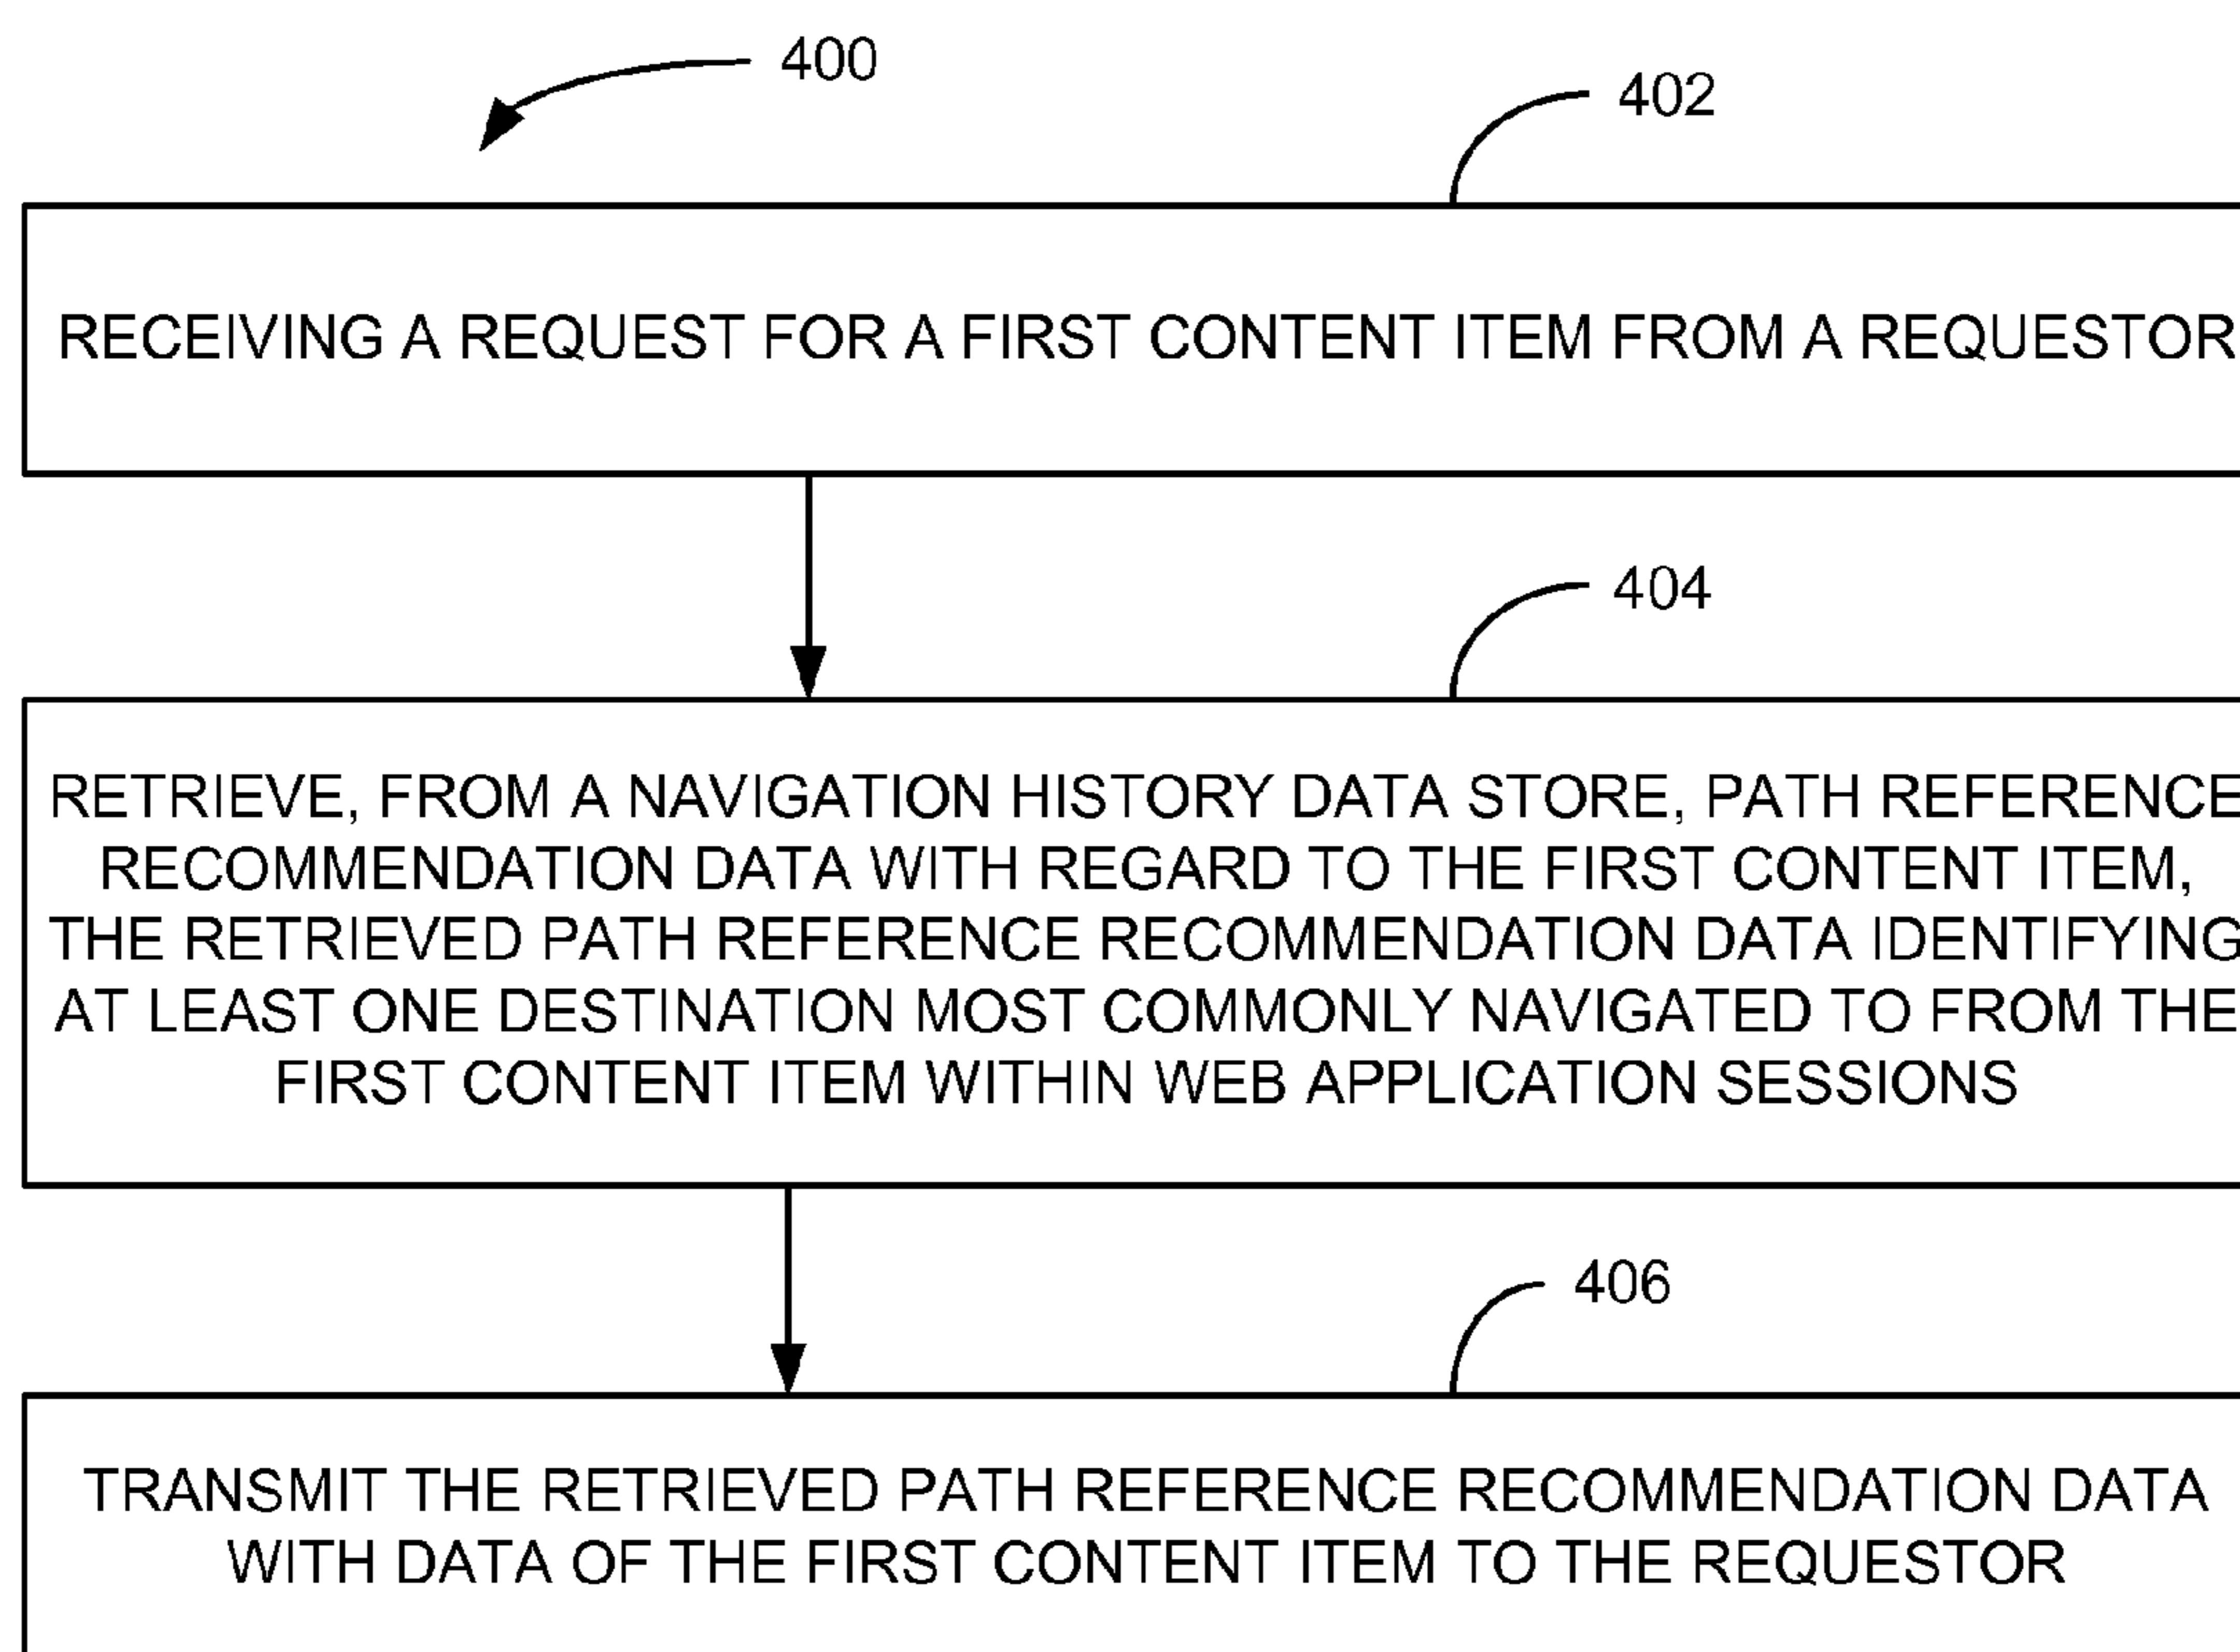 400
402
RECEIVING A REQUEST FOR A FIRST CONTENT ITEM FROM A REQUESTOR
404
RETRIEVE, FROM A NAVIGATION HISTORY DATA STORE, PATH REFERENCE
RECOMMENDATION DATA WITH REGARD TO THE FIRST CONTENT ITEM,
THE RETRIEVED PATH REFERENCE RECOMMENDATION DATA IDENTIFYING
AT LEAST ONE DESTINATION MOST COMMONLY NAVIGATED TO FROM THE
FIRST CONTENT ITEM WITHIN WEB APPLICATION SESSIONS
406
TRANSMIT THE RETRIEVED PATH REFERENCE RECOMMENDATION DATA
WITH DATA OF THE FIRST CONTENT ITEM TO THE REQUESTOR